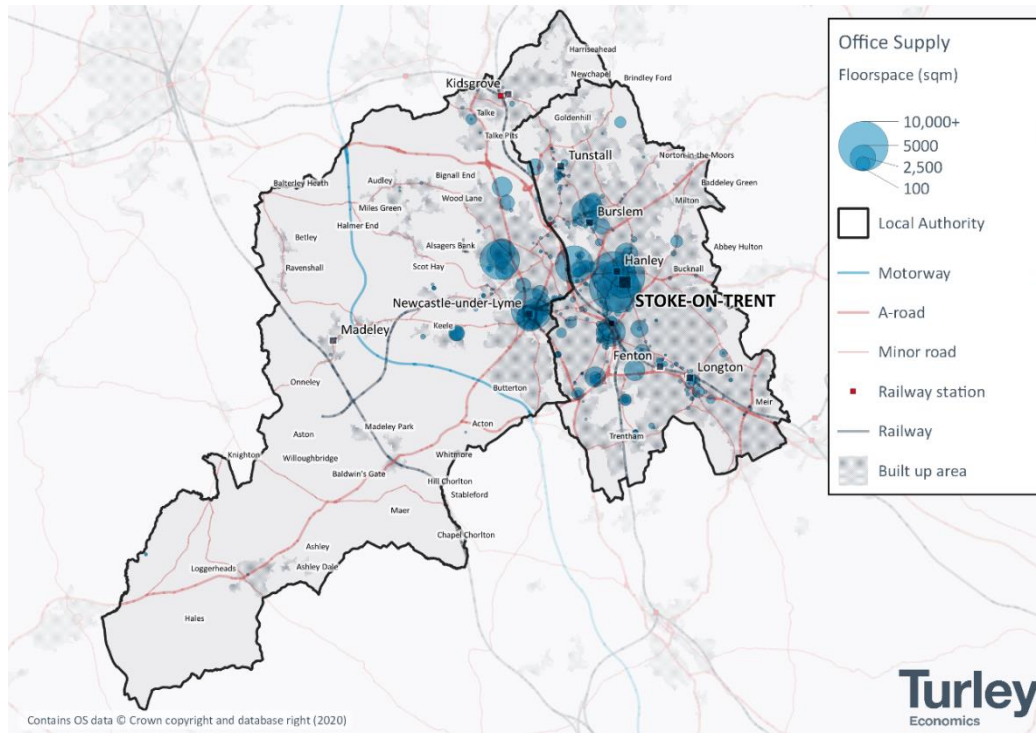 Office Supply
Floorspace (sqm)
10,000+
5000
2,500
100
Local Authority
Motorway
A-road
Minor road
Railway station
Railway
Built up area
Harriseahead
Newchapel
Brindley Ford
Kidsgrove
Talke
Goldenhill
Talke Pits
Tunstall
Norton-in-the-Moors
Bignall End
Baddeley Green
Balterley Heath
Audley
Wood Lane
Milton
Miles Green
Burslem
Halmer End
Betley
Alsagers Bank
Abbey Hulton
Hanley
Ravenshall
Scot Hay
Bucknall
Newcastle-under-Lyme
STOKE-ON-TRENT
Madeley
Keele
Fenton
Longton
Onneley
Butterton
Meir
Madeley Park
Acton
Aston
Trentham
Willoughbridge
Whitmore
Knighton
Baldwin's Gate
Hill Chorlton
Stableford
Maer
Chapel Chorlton
Ashley
Loggerheads
Ashley Dale
Hales
Contains OS data © Crown copyright and database right (2020)
Turley
Economics